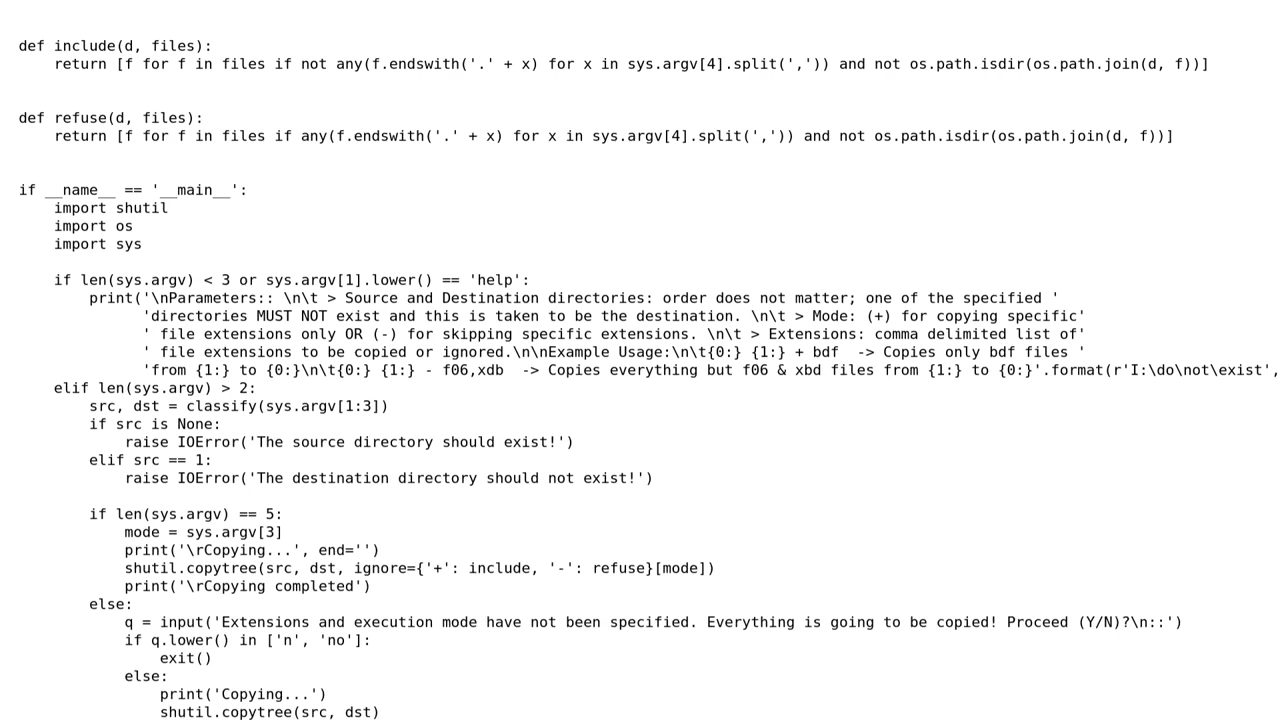 def include(d, files):
    return [f for f in files if not any(f.endswith('.' + x) for x in sys.argv[4].split(',')) and not os.path.isdir(os.path.join(d, f))]
def refuse(d, files):
    return [f for f in files if any(f.endswith('.' + x) for x in sys.argv[4].split(',')) and not os.path.isdir(os.path.join(d, f))]
if __name__ == '__main__':
    import shutil
    import os
    import sys
    if len(sys.argv) < 3 or sys.argv[1].lower() == 'help':
        print('\nParameters:: \n\t > Source and Destination directories: order does not matter; one of the specified '
              'directories MUST NOT exist and this is taken to be the destination. \n\t > Mode: (+) for copying specific'
              ' file extensions only OR (-) for skipping specific extensions. \n\t > Extensions: comma delimited list of'
              ' file extensions to be copied or ignored.\n\nExample Usage:\n\t{0:} {1:} + bdf  -> Copies only bdf files '
              'from {1:} to {0:}\n\t{0:} {1:} - f06,xdb  -> Copies everything but f06 & xbd files from {1:} to {0:}'.format(r'I:\do\not\exist',
    elif len(sys.argv) > 2:
        src, dst = classify(sys.argv[1:3])
        if src is None:
            raise IOError('The source directory should exist!')
        elif src == 1:
            raise IOError('The destination directory should not exist!')
        if len(sys.argv) == 5:
            mode = sys.argv[3]
            print('\rCopying...', end='')
            shutil.copytree(src, dst, ignore={'+': include, '-': refuse}[mode])
            print('\rCopying completed')
        else:
            q = input('Extensions and execution mode have not been specified. Everything is going to be copied! Proceed (Y/N)?\n::')
            if q.lower() in ['n', 'no']:
                exit()
            else:
                print('Copying...')
                shutil.copytree(src, dst)